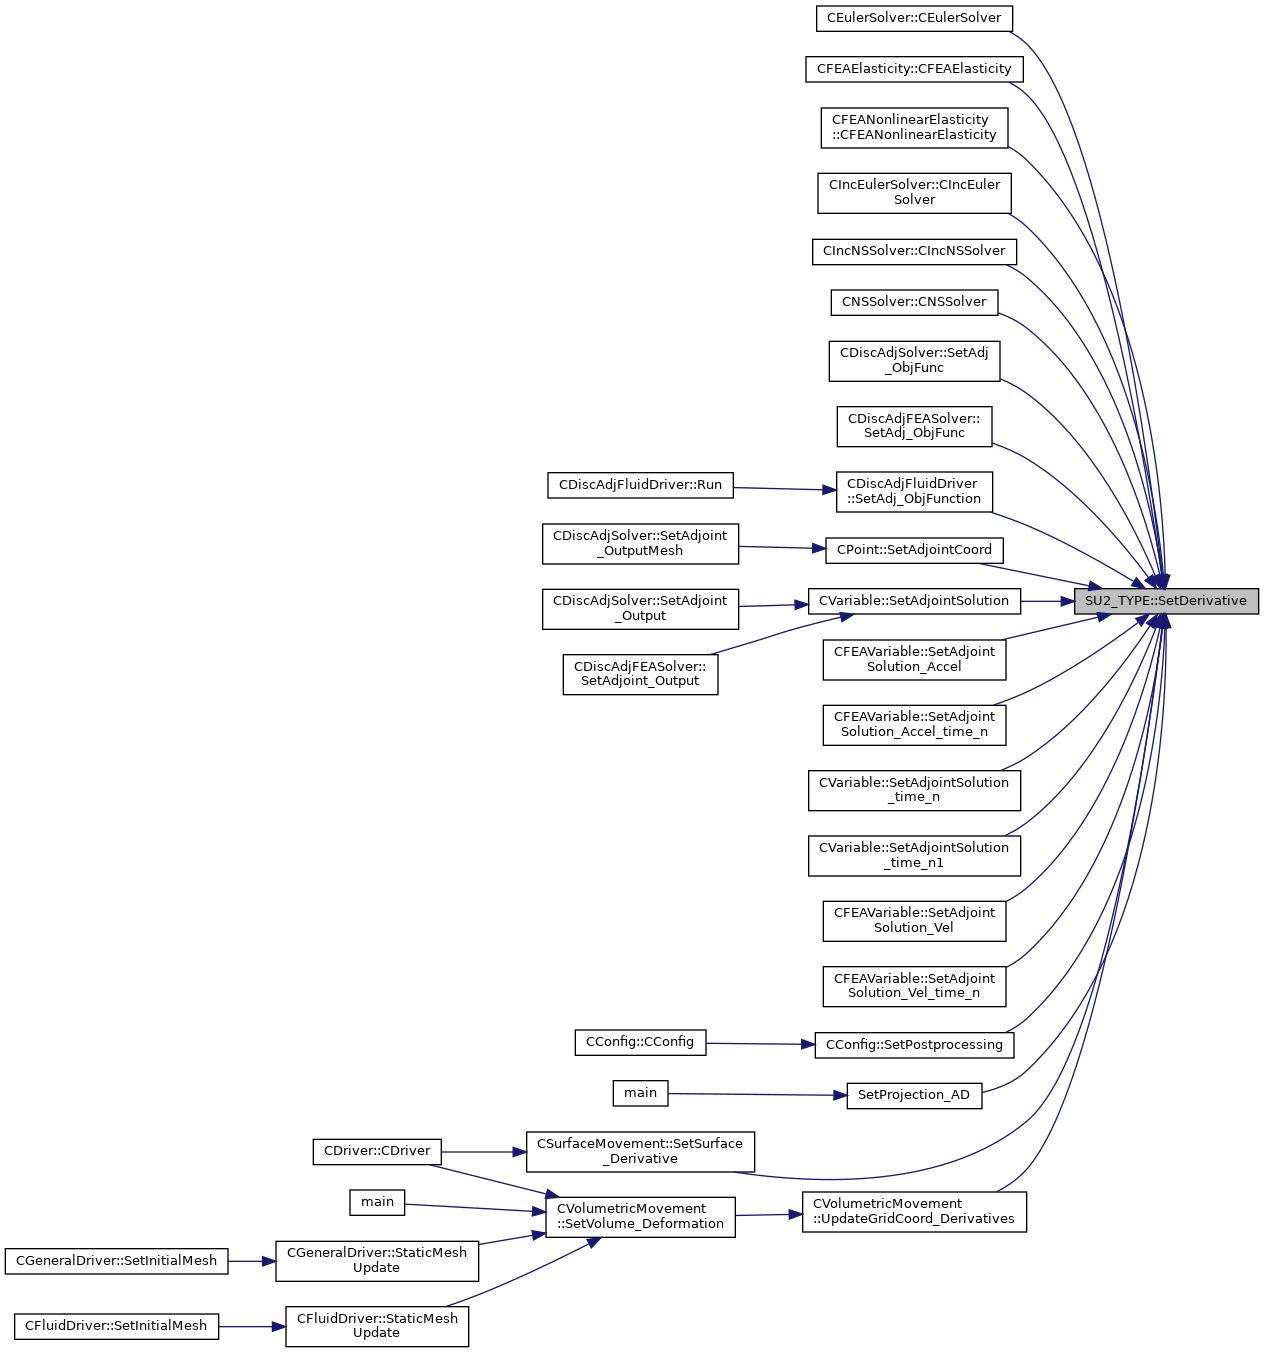 CEulerSolver::CEulerSolver
CFEAElasticity::CFEAElasticity
CFEANonlinearElasticity
::CFEANonlinearElasticity
CIncEulerSolver::CIncEuler
Solver
CIncNSSolver::CIncNSSolver
CNSSolver::CNSSolver
CDiscAdjSolver::SetAdj
_ObjFunc
CDiscAdjFEASolver::
SetAdj_ObjFunc
CDiscAdjFluidDriver::Run
CDiscAdjFluidDriver
::SetAdj_ObjFunction
CDiscAdjSolver::SetAdjoint
_OutputMesh
CPoint::SetAdjointCoord
CDiscAdjSolver::SetAdjoint
_Output
CVariable::SetAdjointSolution
SU2_TYPE::SetDerivative
CDiscAdjFEASolver::
SetAdjoint_Output
CFEAVariable::SetAdjoint
Solution_Accel
CFEAVariable::SetAdjoint
Solution_Accel_time_n
CVariable::SetAdjointSolution
_time_n
CVariable::SetAdjointSolution
_time_n1
CFEAVariable::SetAdjoint
Solution_Vel
CFEAVariable::SetAdjoint
Solution_Vel_time_n
CConfig::CConfig
CConfig::SetPostprocessing
main
SetProjection_AD
CDriver::CDriver
CSurfaceMovement::SetSurface
_Derivative
main
CVolumetricMovement
::SetVolume_Deformation
CVolumetricMovement
::UpdateGridCoord_Derivatives
CGeneralDriver::SetInitialMesh
CGeneralDriver::StaticMesh
Update
CFluidDriver::SetInitialMesh
CFluidDriver::StaticMesh
Update